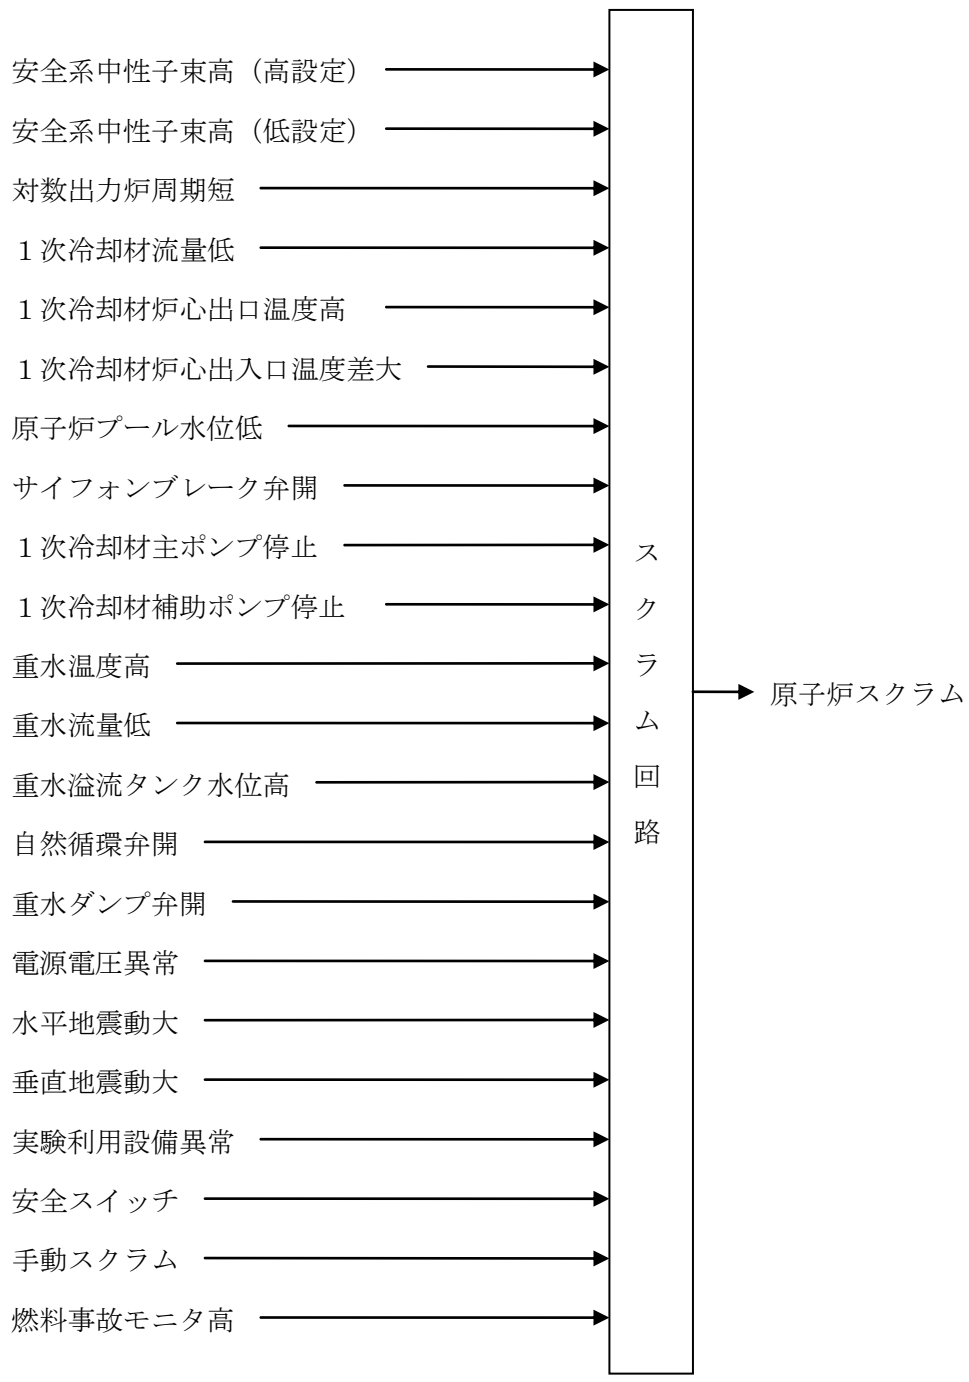 安全系中性子束高（高設定）
安全系中性子束高（低設定）
対数出力炉周期短
１次冷却材流量低
１次冷却材炉心出口温度高
１次冷却材炉心出入口温度差大
原子炉プール水位低
サイフォンブレーク弁開
１次冷却材主ポンプ停止
１次冷却材補助ポンプ停止
重水温度高
重水流量低
重水溢流タンク水位高
自然循環弁開
重水ダンプ弁開
電源電圧異常
水平地震動大
垂直地震動大
実験利用設備異常
安全スイッチ
手動スクラム
燃料事故モニタ高
スクラム回路
原子炉スクラム